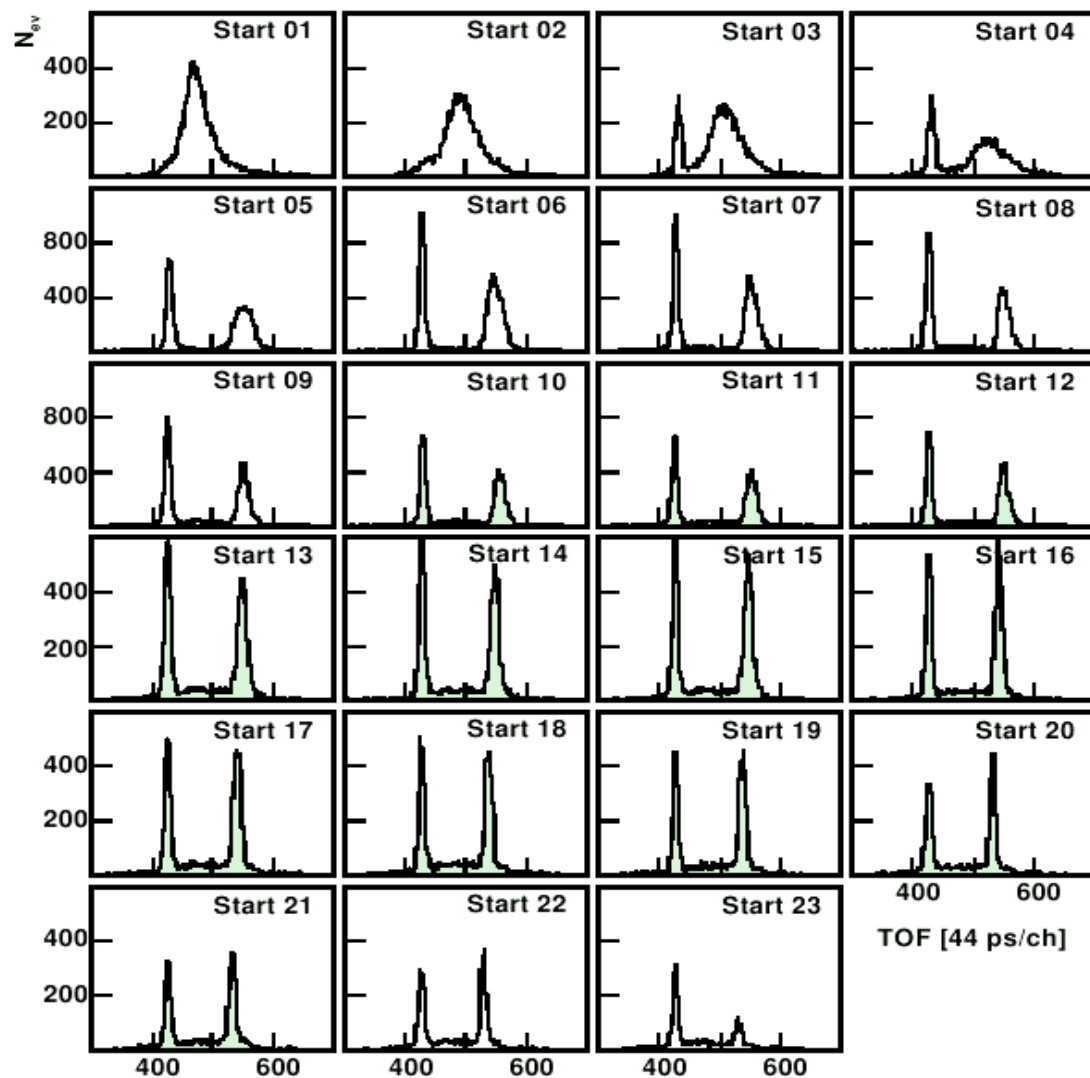 N_ev
Start 01 Start 02 Start 03 Start 04
400
200
Start 05 Start 06 Start 07 Start 08
800
400
Start 09 Start 10 Start 11 Start 12
800
400
Start 13 Start 14 Start 15 Start 16
400
200
Start 17 Start 18 Start 19 Start 20
400
200
400 600
Start 21 Start 22 Start 23
TOF [44 ps/ch]
400
200
400 600 400 600 400 600